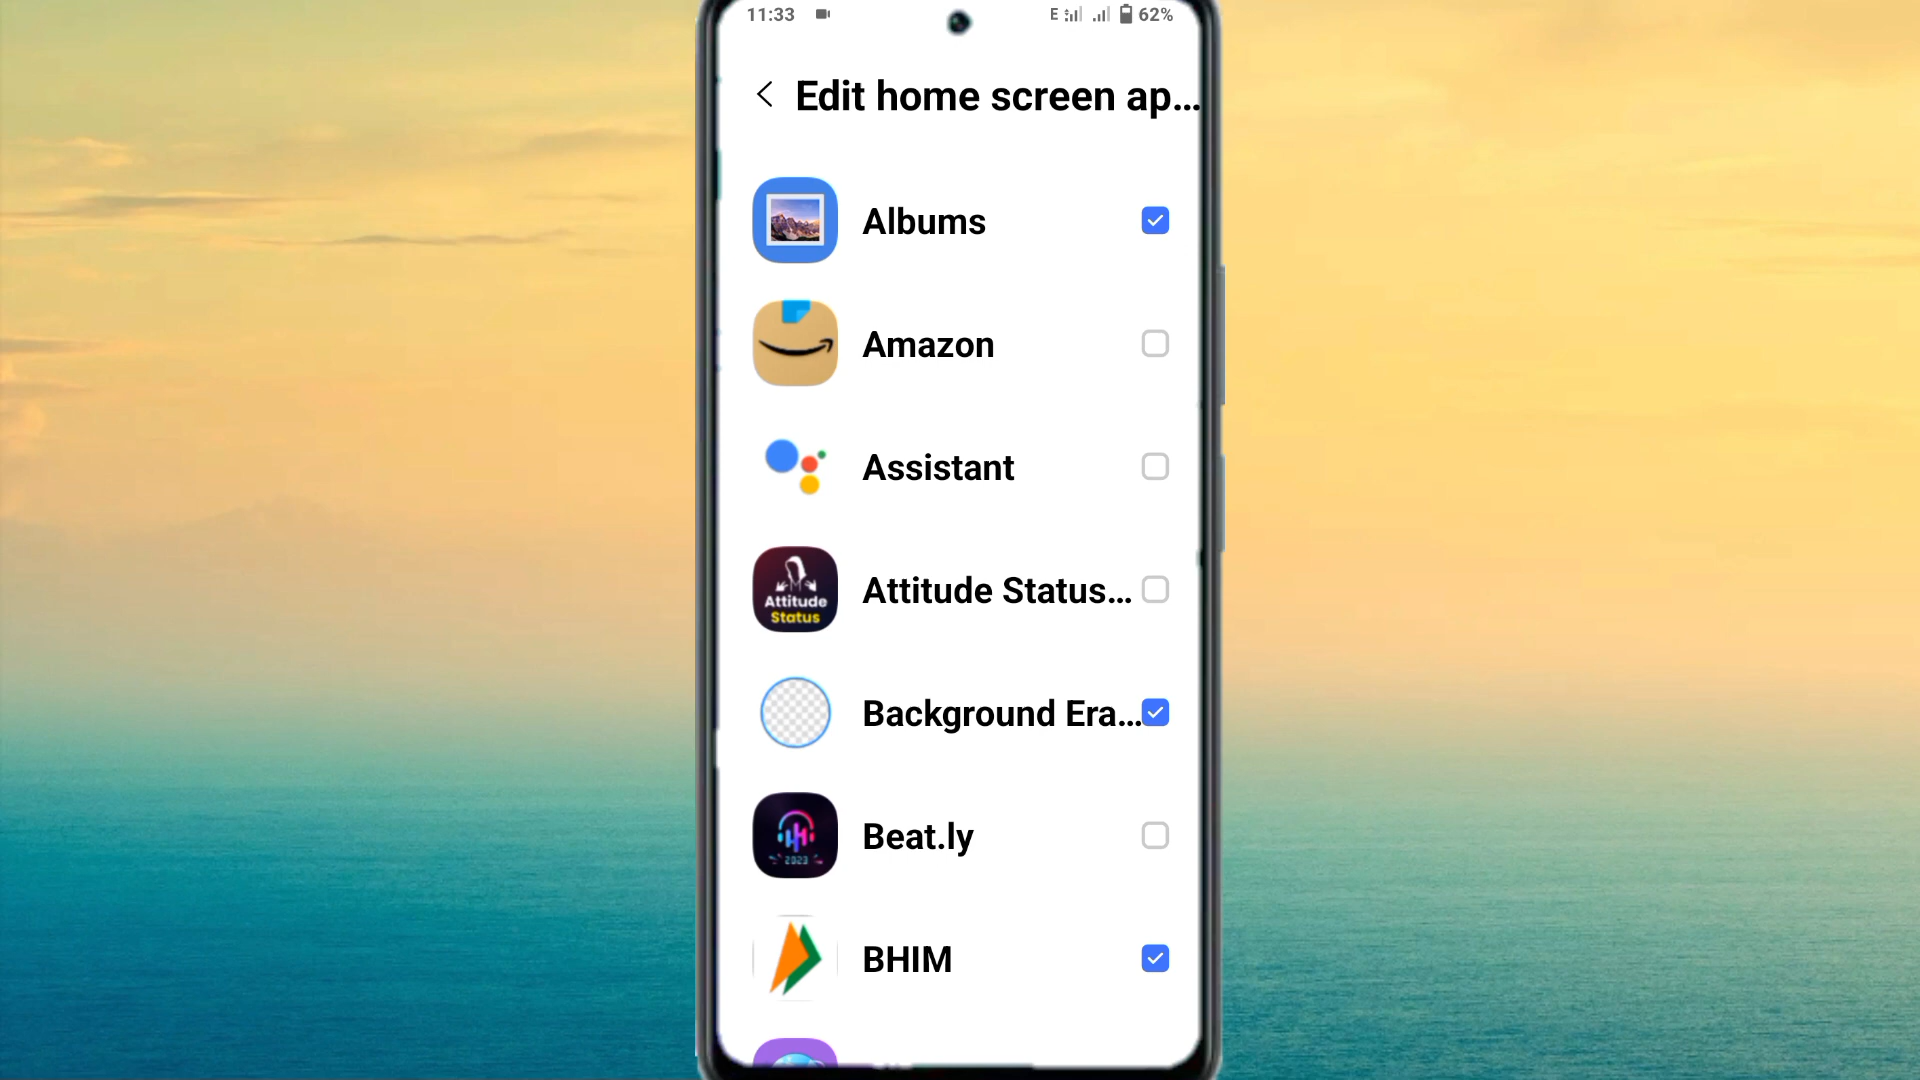 11:33 E 62%
Edit home screen ap...
Albums
Amazon
Assistant
Attitude
Status
Attitude Status...
Background Era...
2023
Beat.ly
BHIM